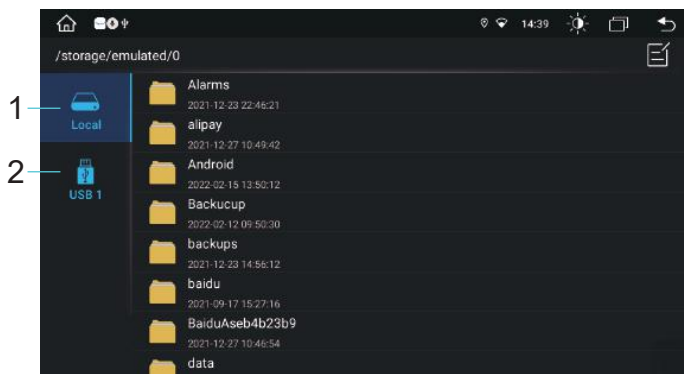 14:39
/storage/emulated/0
1
Local
2
USB 1
Alarms
2021-12-23 22:46:21
alipay
2021-12-27 10:49:42
Android
2022-02-15 13:50:12
Backucup
2022-02-12 09:50:30
backups
2021-12-23 14:56:12
baidu
2021-09-17 15:27:16
BaiduAseb4b23b9
2021-12-27 10:46:54
data